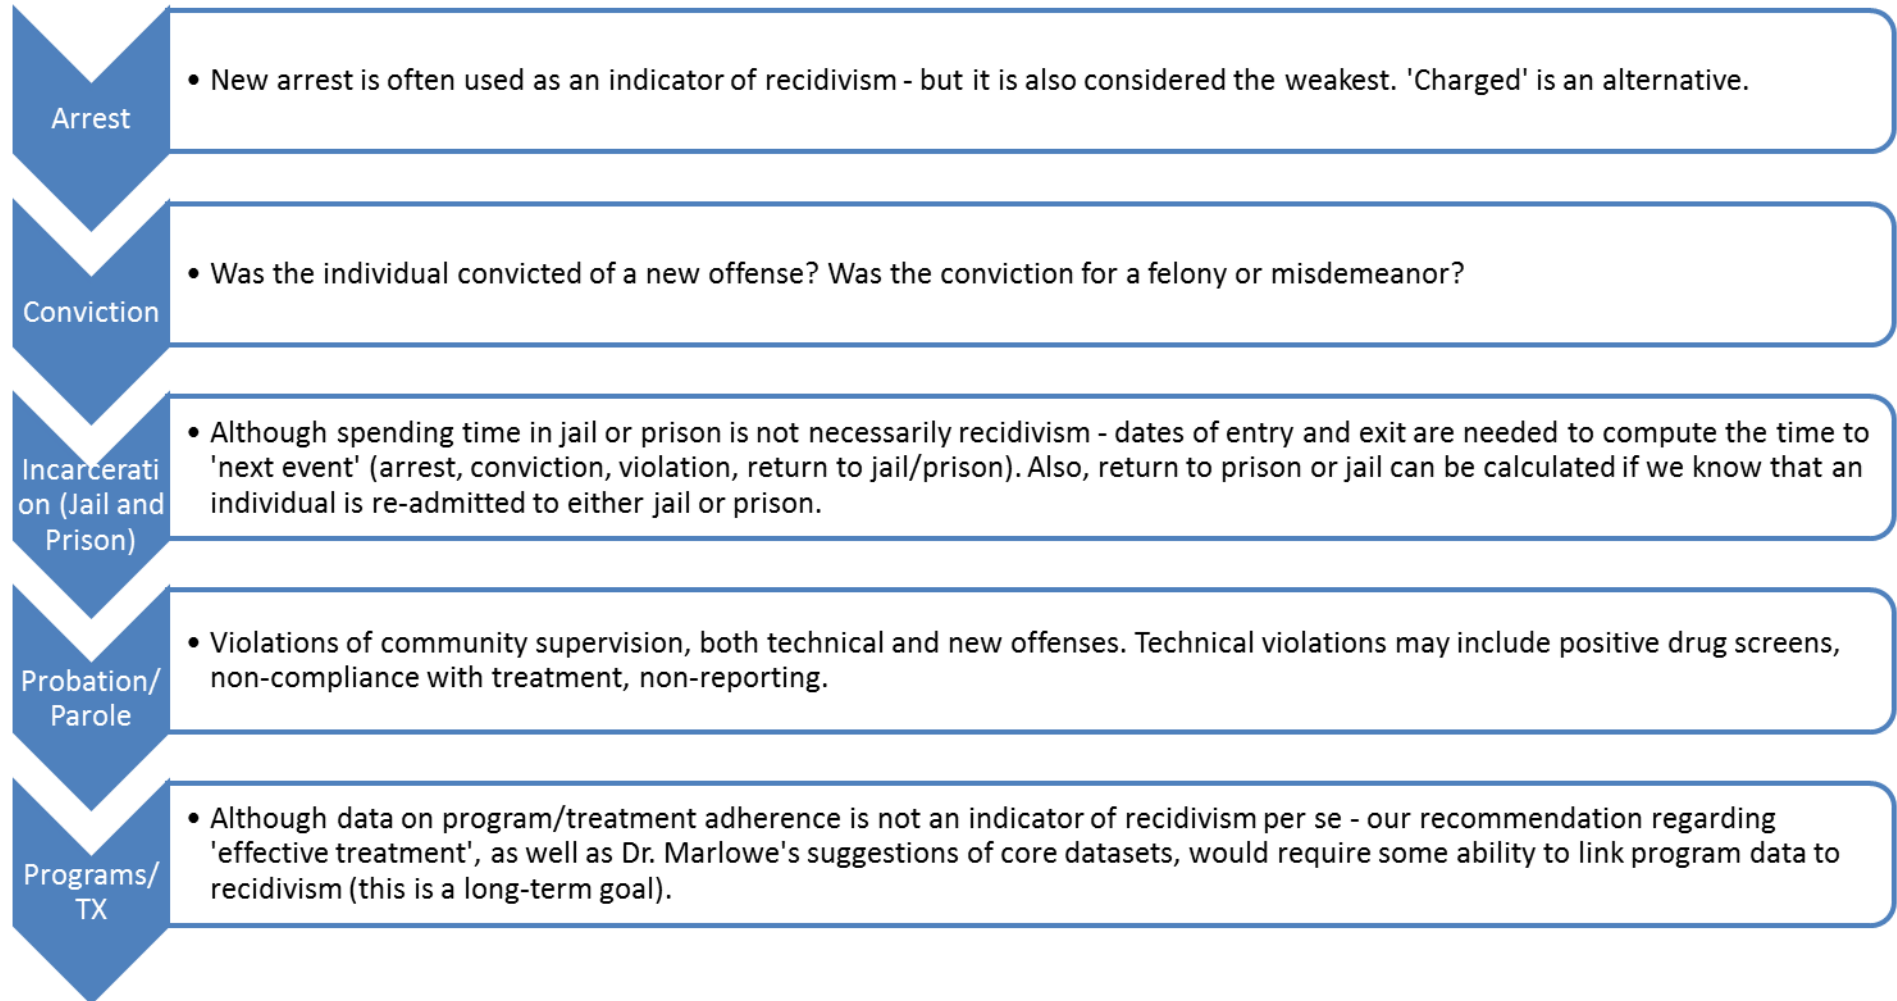 Arrest
• New arrest is often used as an indicator of recidivism - but it is also considered the weakest. 'Charged' is an alternative.
Conviction
• Was the individual convicted of a new offense? Was the conviction for a felony or misdemeanor?
Incarcerati
on (Jail and
Prison)
• Although spending time in jail or prison is not necessarily recidivism - dates of entry and exit are needed to compute the time to
'next event' (arrest, conviction, violation, return to jail/prison). Also, return to prison or jail can be calculated if we know that an
individual is re-admitted to either jail or prison.
Probation/
Parole
• Violations of community supervision, both technical and new offenses. Technical violations may include positive drug screens,
non-compliance with treatment, non-reporting.
Programs/
TX
• Although data on program/treatment adherence is not an indicator of recidivism per se - our recommendation regarding
'effective treatment', as well as Dr. Marlowe's suggestions of core datasets, would require some ability to link program data to
recidivism (this is a long-term goal).